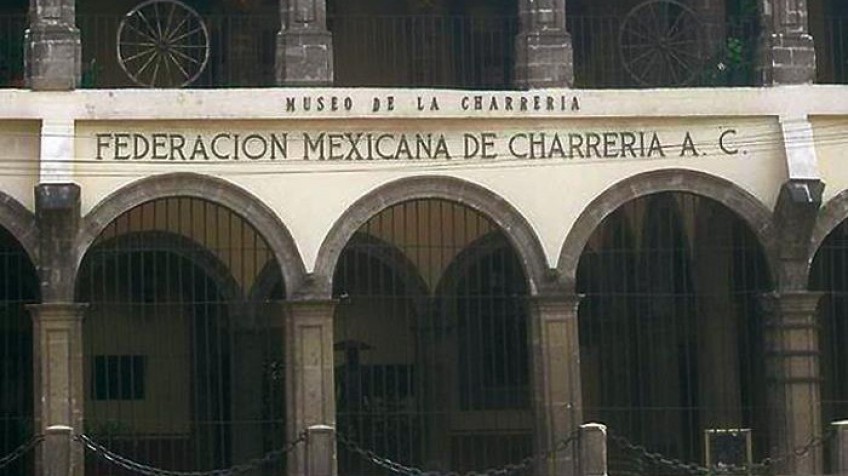 MUSEO DE LA CHARRERIA
FEDERACION MEXICANA DE CHARRERIA A. C.